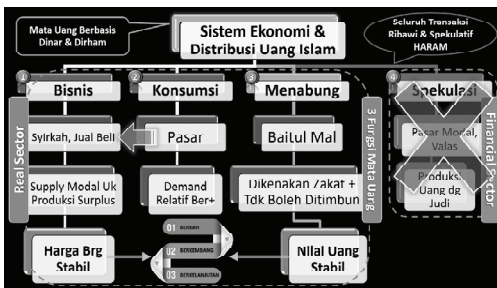 Mata Uang Berbasis
Dinar & Dirham
Sistem Ekonomi &
Distribusi Uang Islam
Seluruh Transaksi
Ribawi & Spekulatif
HARAM
1
Bisnis
2
Konsumsi
3
Menabung
4
Spekulasi
Real Sector
Syirkah, Jual Beli
Pasar
Baitul Mal
Pasar Modal,
Valas
3 Fungsi Mata Uang
Financial Sector
Supply Modal Uk
Produksi Surplus
Demand
Relatif Ber+
Dikenakan Zakat +
Tdk Boleh Ditimbun
Produksi
Uang dg
Judi
Harga Brg
Stabil
01 BERKAH
02 BERKEMBANG
03 BERKELANJUTAN
Nilai Uang
Stabil